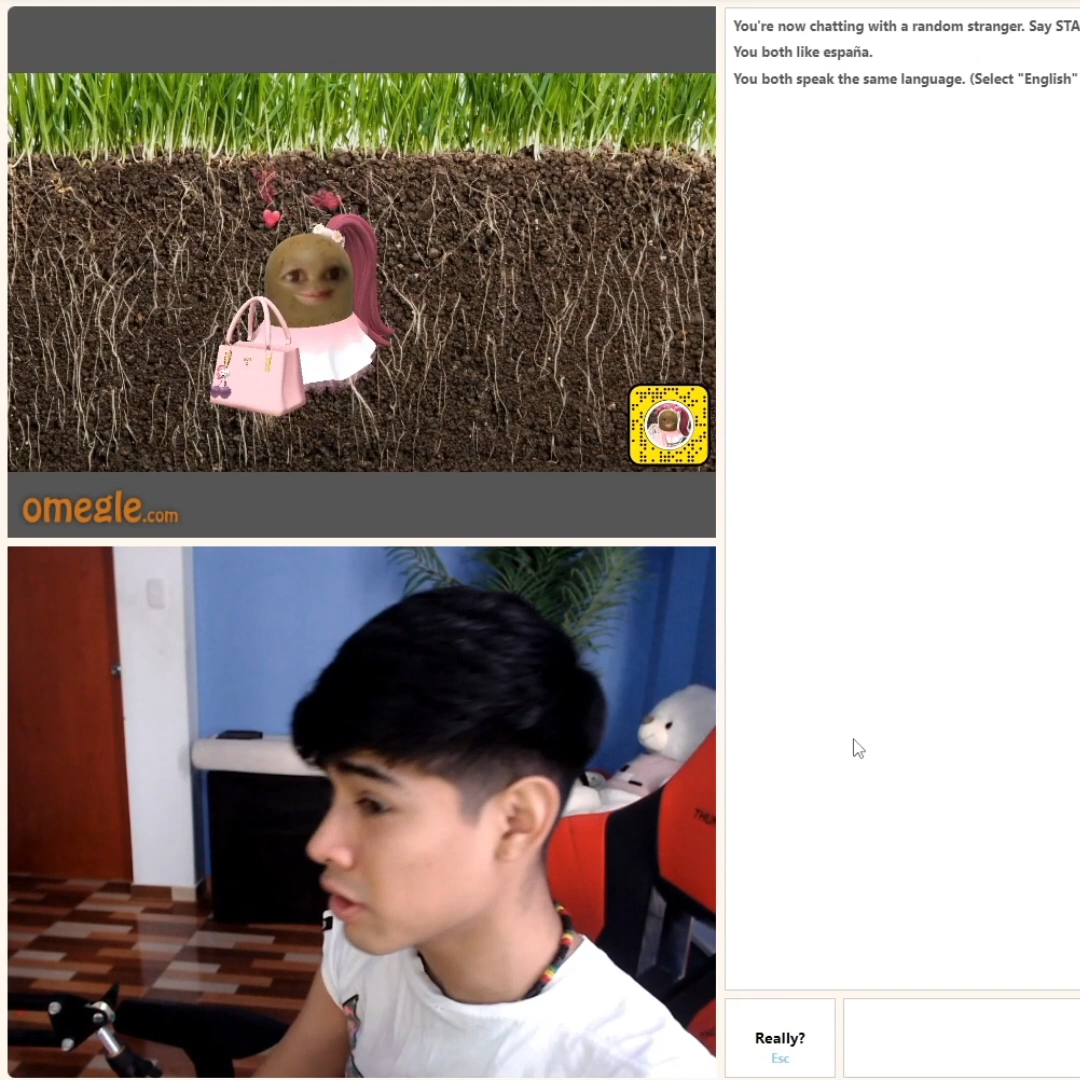 You're now chatting with a random stranger. Say STA
You both like españa.
You both speak the same language. (Select "English"
omegle.com
THUN
Really?
Esc